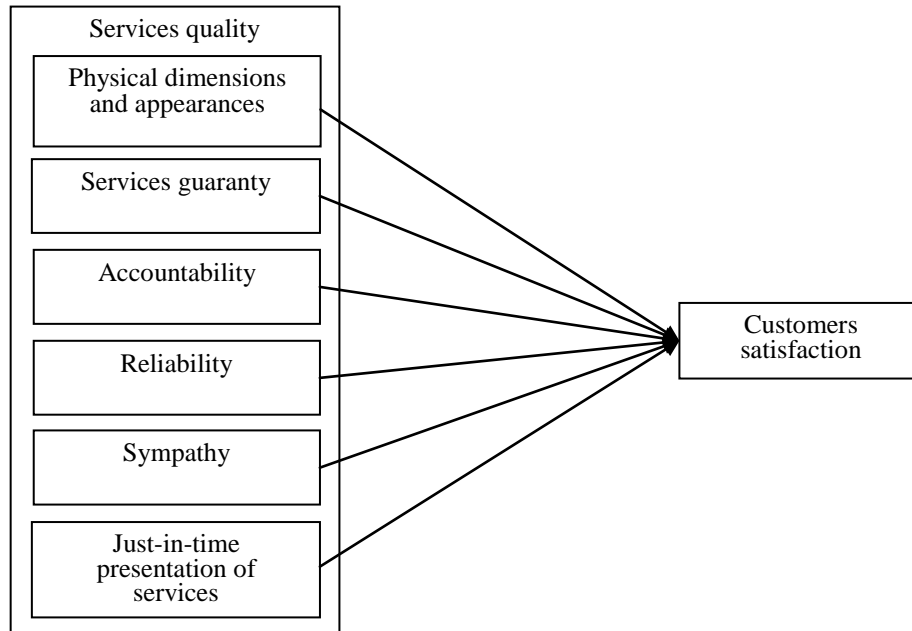 Services quality
Physical dimensions
and appearances
Services guaranty
Accountability
Reliability
Sympathy
Just-in-time
presentation of
services
Customers
satisfaction